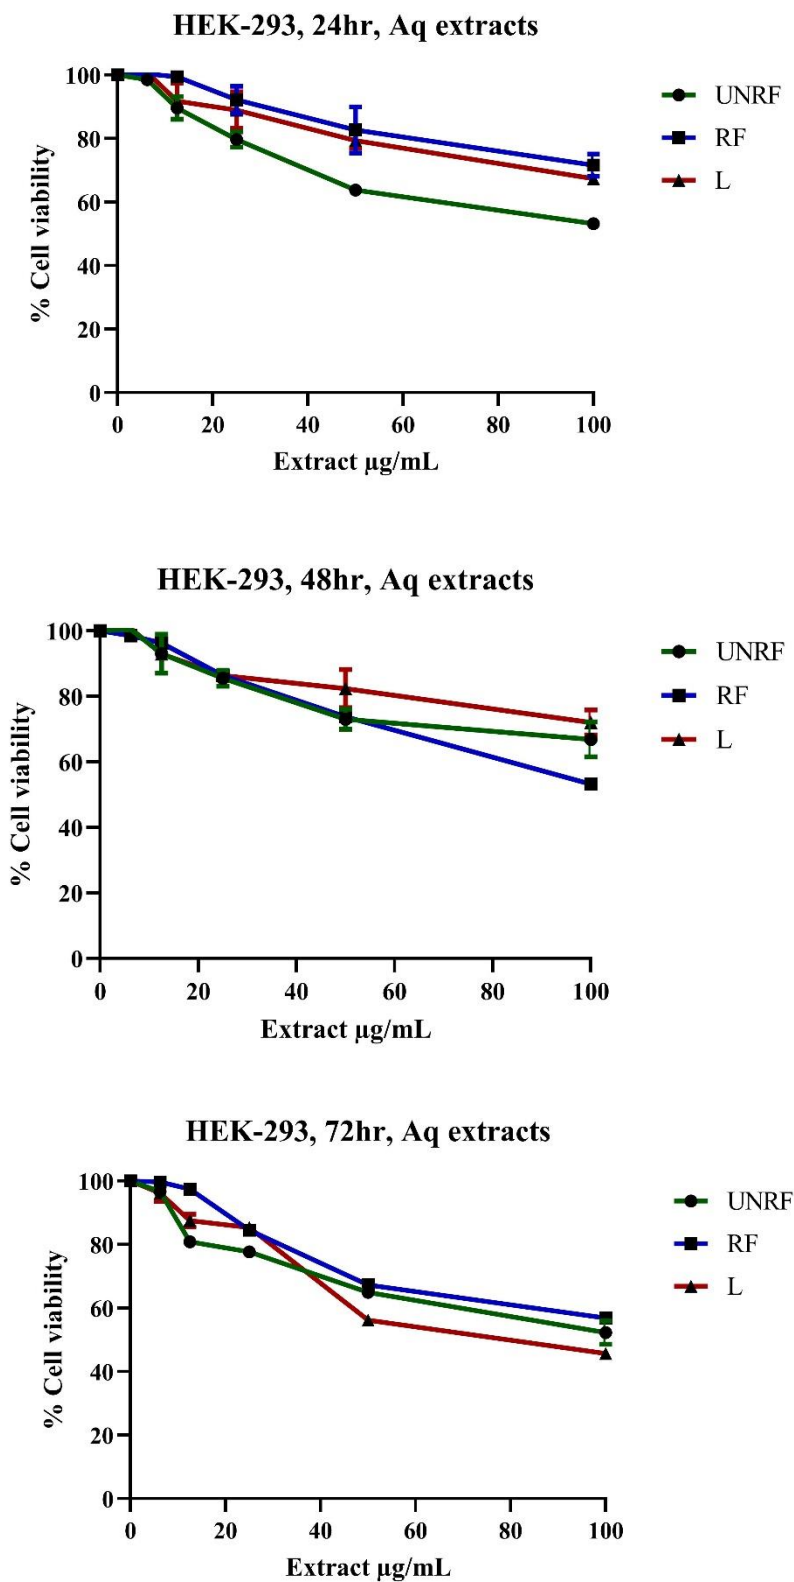 HEK-293, 24hr, Aq extracts
100
80
60
40
20
0
% Cell viability
0 20 40 60 80 100
Extract µg/mL
UNRF
RF
L
HEK-293, 48hr, Aq extracts
100
80
60
40
20
0
% Cell viability
0 20 40 60 80 100
Extract µg/mL
UNRF
RF
L
HEK-293, 72hr, Aq extracts
100
80
60
40
20
0
% Cell viability
0 20 40 60 80 100
Extract µg/mL
UNRF
RF
L